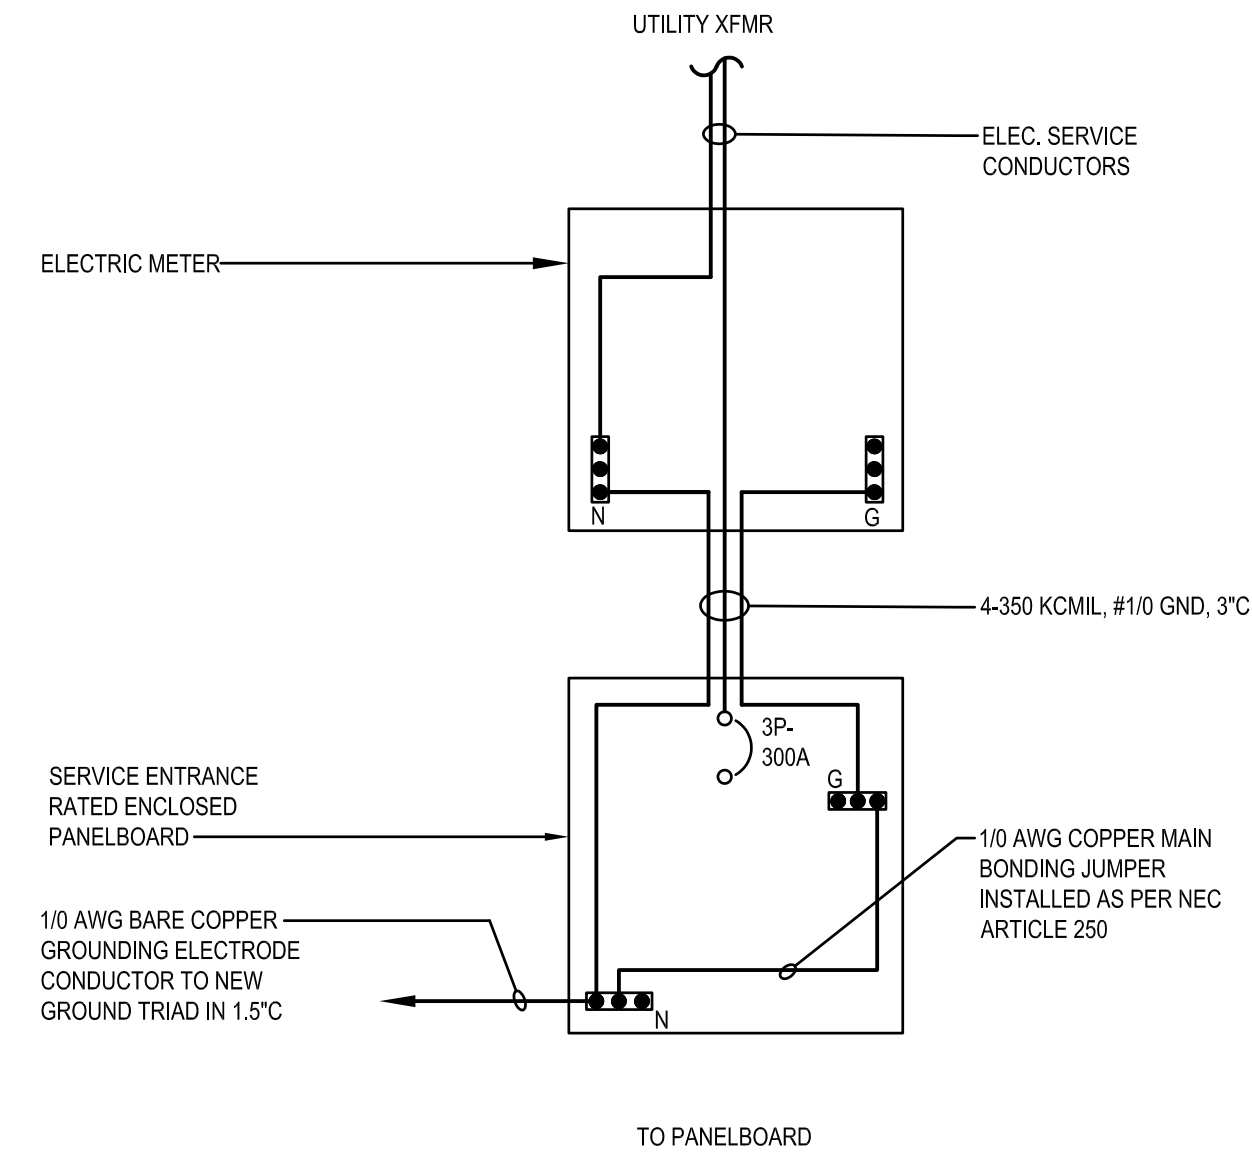 UTILITY XFMR
ELEC. SERVICE
CONDUCTORS
ELECTRIC METER
N
G
4-350 KCMIL, #1/0 GND, 3"C
3P-
300A
G
SERVICE ENTRANCE
RATED ENCLOSED
PANELBOARD
1/0 AWG COPPER MAIN
BONDING JUMPER
INSTALLED AS PER NEC
ARTICLE 250
1/0 AWG BARE COPPER
GROUNDING ELECTRODE
CONDUCTOR TO NEW
GROUND TRIAD IN 1.5"C
N
TO PANELBOARD